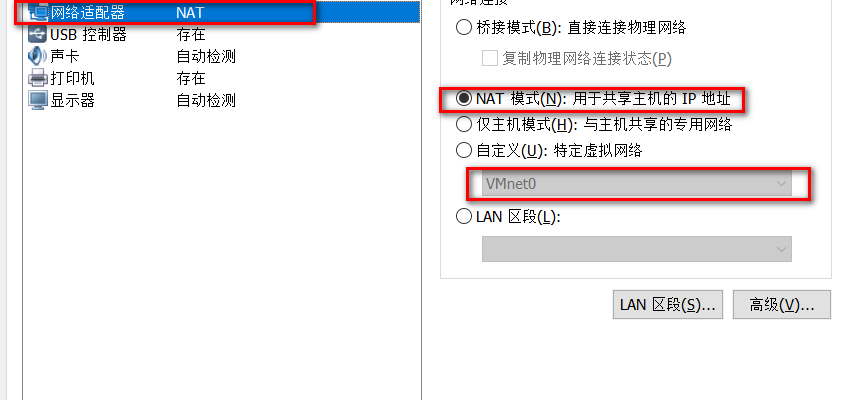 网络连接
网络适配器 NAT
USB 控制器 存在
声卡 自动检测
打印机 存在
显示器 自动检测
桥接模式(B): 直接连接物理网络
复制物理网络连接状态(P)
NAT 模式(N): 用于共享主机的 IP 地址
仅主机模式(H): 与主机共享的专用网络
自定义(U): 特定虚拟网络
VMnet0
LAN 区段(L):
LAN 区段(S)...
高级(V)...